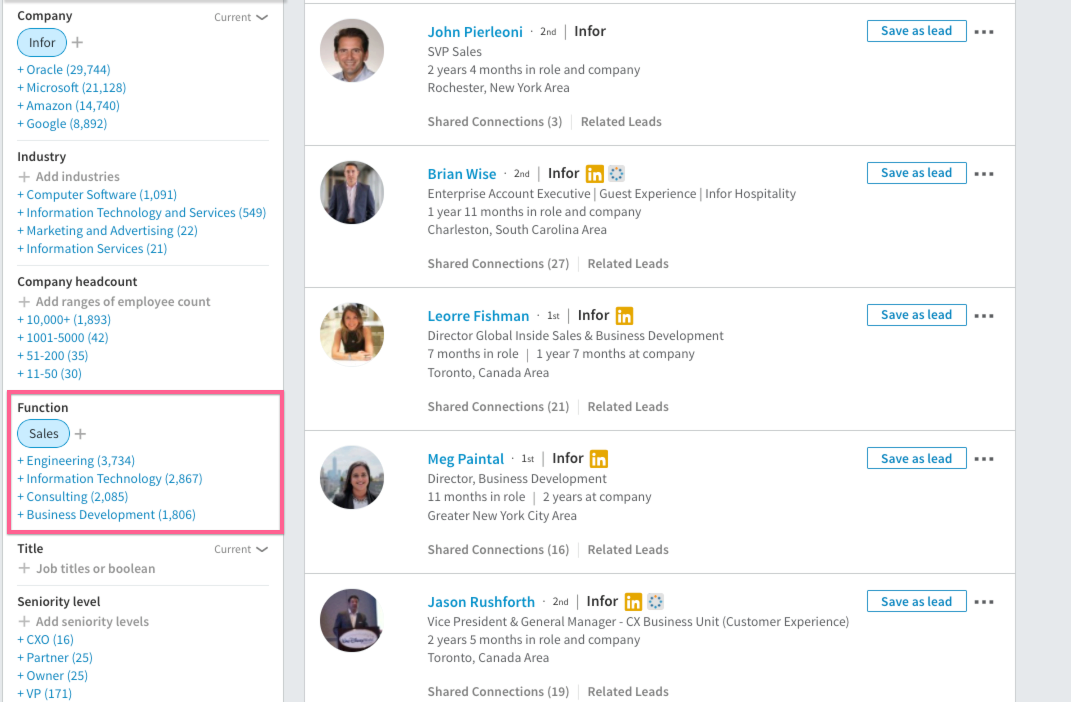 Company Current
Infor +
+ Oracle (29,744)
+ Microsoft (21,128)
+ Amazon (14,740)
+ Google (8,892)
Industry
+ Add industries
+ Computer Software (1,091)
+ Information Technology and Services (549)
+ Marketing and Advertising (22)
+ Information Services (21)
Company headcount
+ Add ranges of employee count
+ 10,000+ (1,893)
+ 1001-5000 (42)
+ 51-200 (35)
+ 11-50 (30)
Function
Sales +
+ Engineering (3,734)
+ Information Technology (2,867)
+ Consulting (2,085)
+ Business Development (1,806)
Title Current
+ Job titles or boolean
Seniority level
+ Add seniority levels
+ CXO (16)
+ Partner (25)
+ Owner (25)
+ VP (171)
John Pierleoni · 2nd | Infor Save as lead
SVP Sales
2 years 4 months in role and company
Rochester, New York Area
Shared Connections (3) | Related Leads
Brian Wise · 2nd | Infor in Save as lead
Enterprise Account Executive | Guest Experience | Infor Hospitality
1 year 11 months in role and company
Charleston, South Carolina Area
Shared Connections (27) | Related Leads
Leorre Fishman · 1st | Infor in Save as lead
Director Global Inside Sales & Business Development
7 months in role | 1 year 7 months at company
Toronto, Canada Area
Shared Connections (21) | Related Leads
Meg Paintal · 1st | Infor in Save as lead
Director, Business Development
11 months in role | 2 years at company
Greater New York City Area
Shared Connections (16) | Related Leads
Jason Rushforth · 2nd | Infor in Save as lead
Vice President & General Manager - CX Business Unit (Customer Experience)
2 years 5 months in role and company
Toronto, Canada Area
Shared Connections (19) | Related Leads